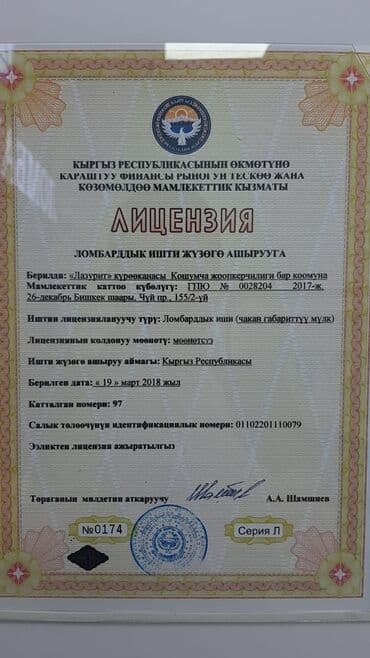 КЫРГЫЗ РЕСПУБЛИКАСЫНЫН ӨКМӨТҮНӨ
КАРАШТУУ ФИНАНСЫ РЫНОГУН ТЕСКӨӨ ЖАНА
КӨЗӨМӨЛДӨӨ МАМЛЕКЕТТИК КЫЗМАТЫ
ЛИЦЕНЗИЯ
ЛОМБАРДДЫК ИШТИ ЖҮЗӨГӨ АШЫРУУГА
Берилди: «Лазурит» күрөөканасы Кошумча жоопкерчилиги бар коомуна
Мамлекеттик каттоо күбөлүгү: ГПЮ № 0028204 2017-ж.
26-декабрь Бишкек шаары, Чүй пр., 155/2-үй
Иштин лицензиялануучу түрү: Ломбарддык иши (чакан габариттүү мүлк)
Лицензиянын колдонуу мөөнөтү: мөөнөтсүз
Ишти жүзөгө ашыруу аймагы: Кыргыз Республикасы
Берилген дата: « 19 » март 2018 жыл
Катталган номери: 97
Салык төлөөчүнүн идентификациялык номери: 01102201110079
Ээликтен лицензия ажыратылгыз
Төраганын милдетин аткаруучу А.А. Шамшиев
№0174
Серия Л